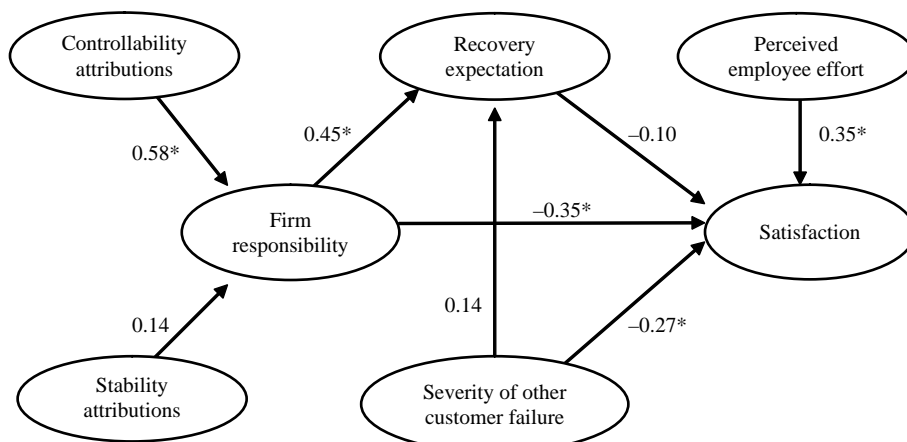 Controllability
attributions
Recovery
expectation
Perceived
employee effort
0.58*
0.45*
–0.10
0.35*
Firm
responsibility
–0.35*
Satisfaction
0.14
0.14
–0.27*
Stability
attributions
Severity of other
customer failure